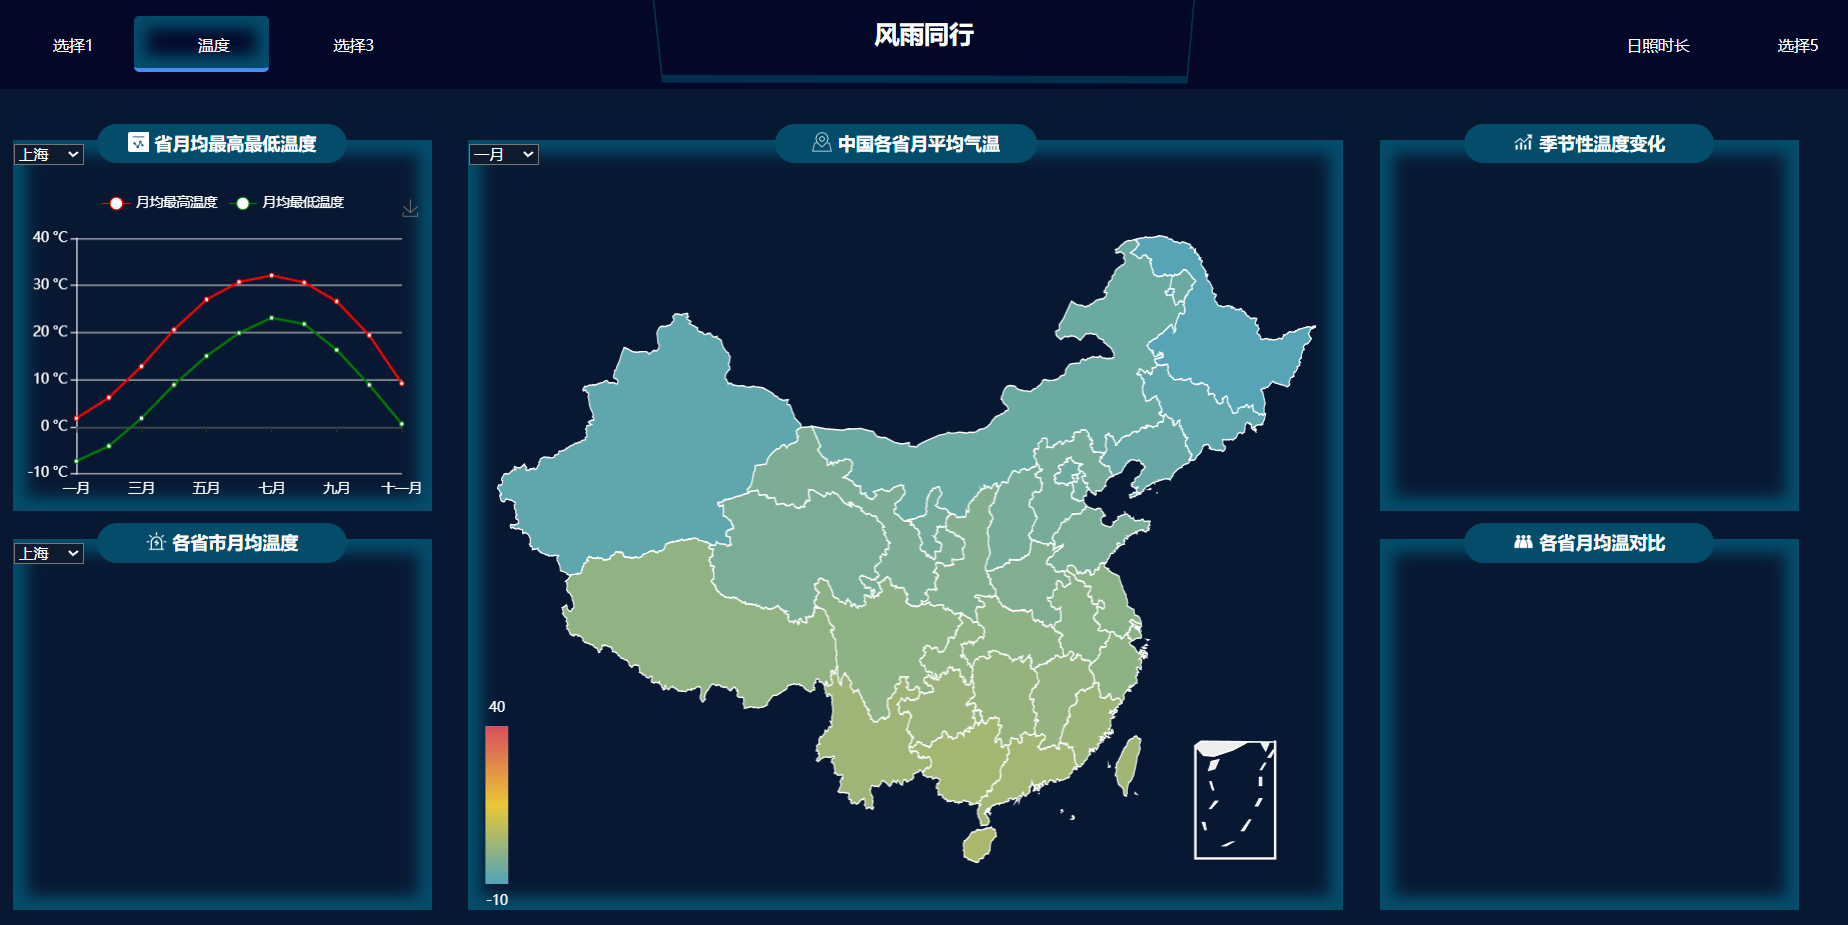 选择1
温度
选择3
风雨同行
日照时长
选择5
省月均最高最低温度
上海
月均最高温度
月均最低温度
40 ℃
30 ℃
20 ℃
10 ℃
0 ℃
-10 ℃
一月
三月
五月
七月
九月
十一月
各省市月均温度
上海
中国各省月平均气温
一月
40
-10
季节性温度变化
各省月均温对比